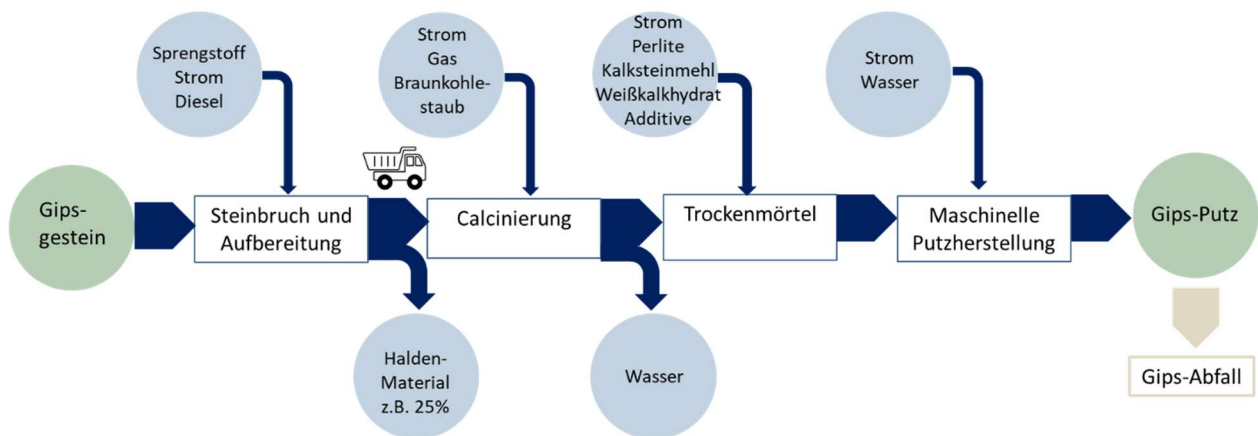 Sprengstoff
Strom
Diesel
Strom
Gas
Braunkohle-
staub
Strom
Perlite
Kalksteinmehl
Weißkalkhydrat
Additive
Strom
Wasser
Gips-
gestein
Steinbruch und
Aufbereitung
Calcinierung
Trockenmörtel
Maschinelle
Putzherstellung
Gips-Putz
Halden-
Material
z.B. 25%
Wasser
Gips-Abfall